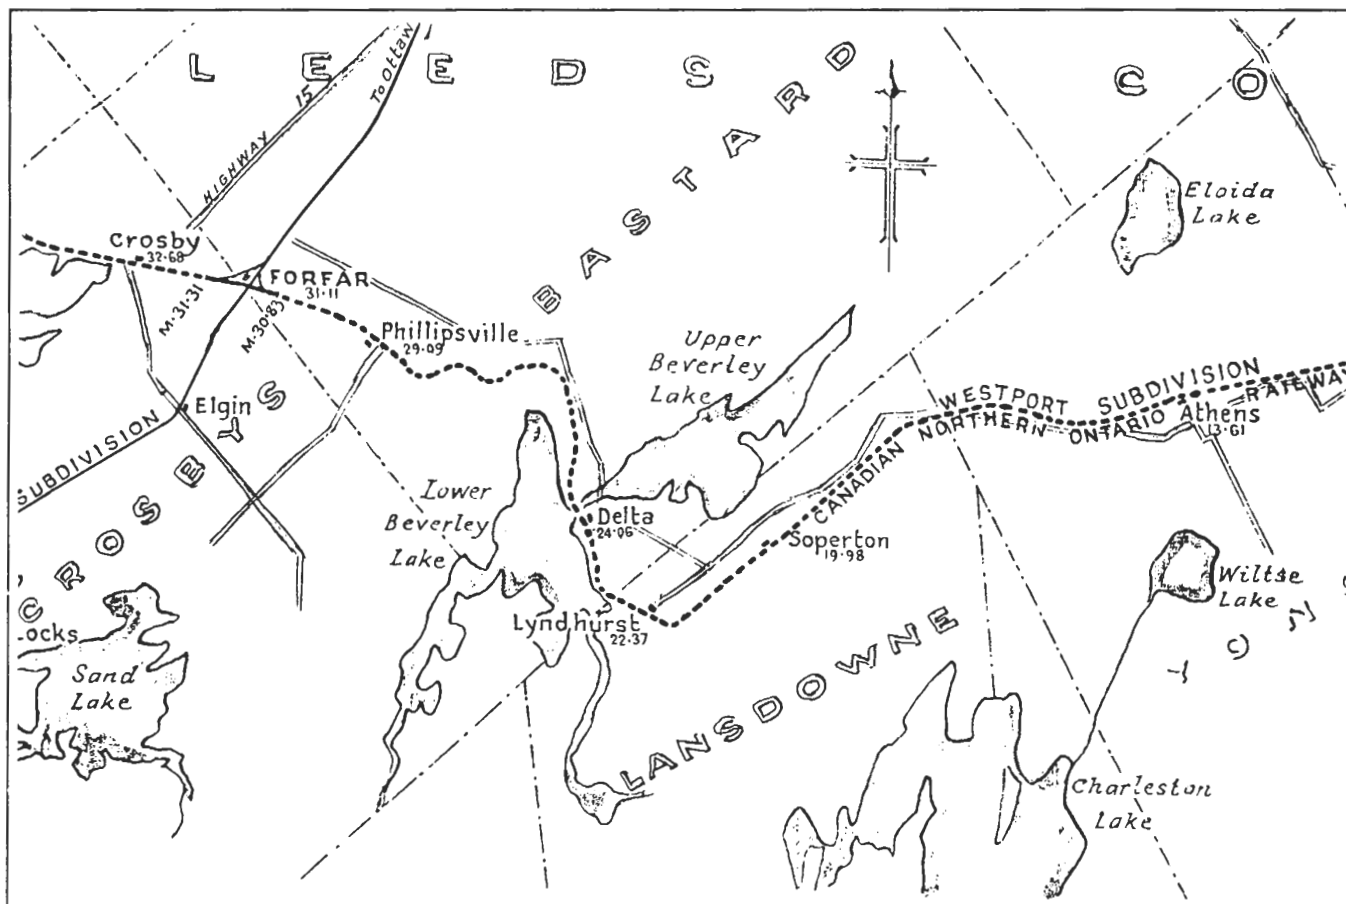 LEEDS CO
HIGHWAY 15
To Ottawa
BASTARD
Eloida
Lake
Crosby
32.68
FORFAR
31.11
M.31.31
M.30.83
Phillipsville
29.09
Upper
Beverley
Lake
WESTPORT SUBDIVISION
CANADIAN NORTHERN ONTARIO RAILWAY
Athens
13.61
Elgin
SUBDIVISION
CROSBY S
Lower
Beverley
Lake
Delta
24.06
Soperton
19.98
Lyndhurst
22.37
Wiltse
Lake
Locks
Sand
Lake
LANSDOWNE
Charleston
Lake